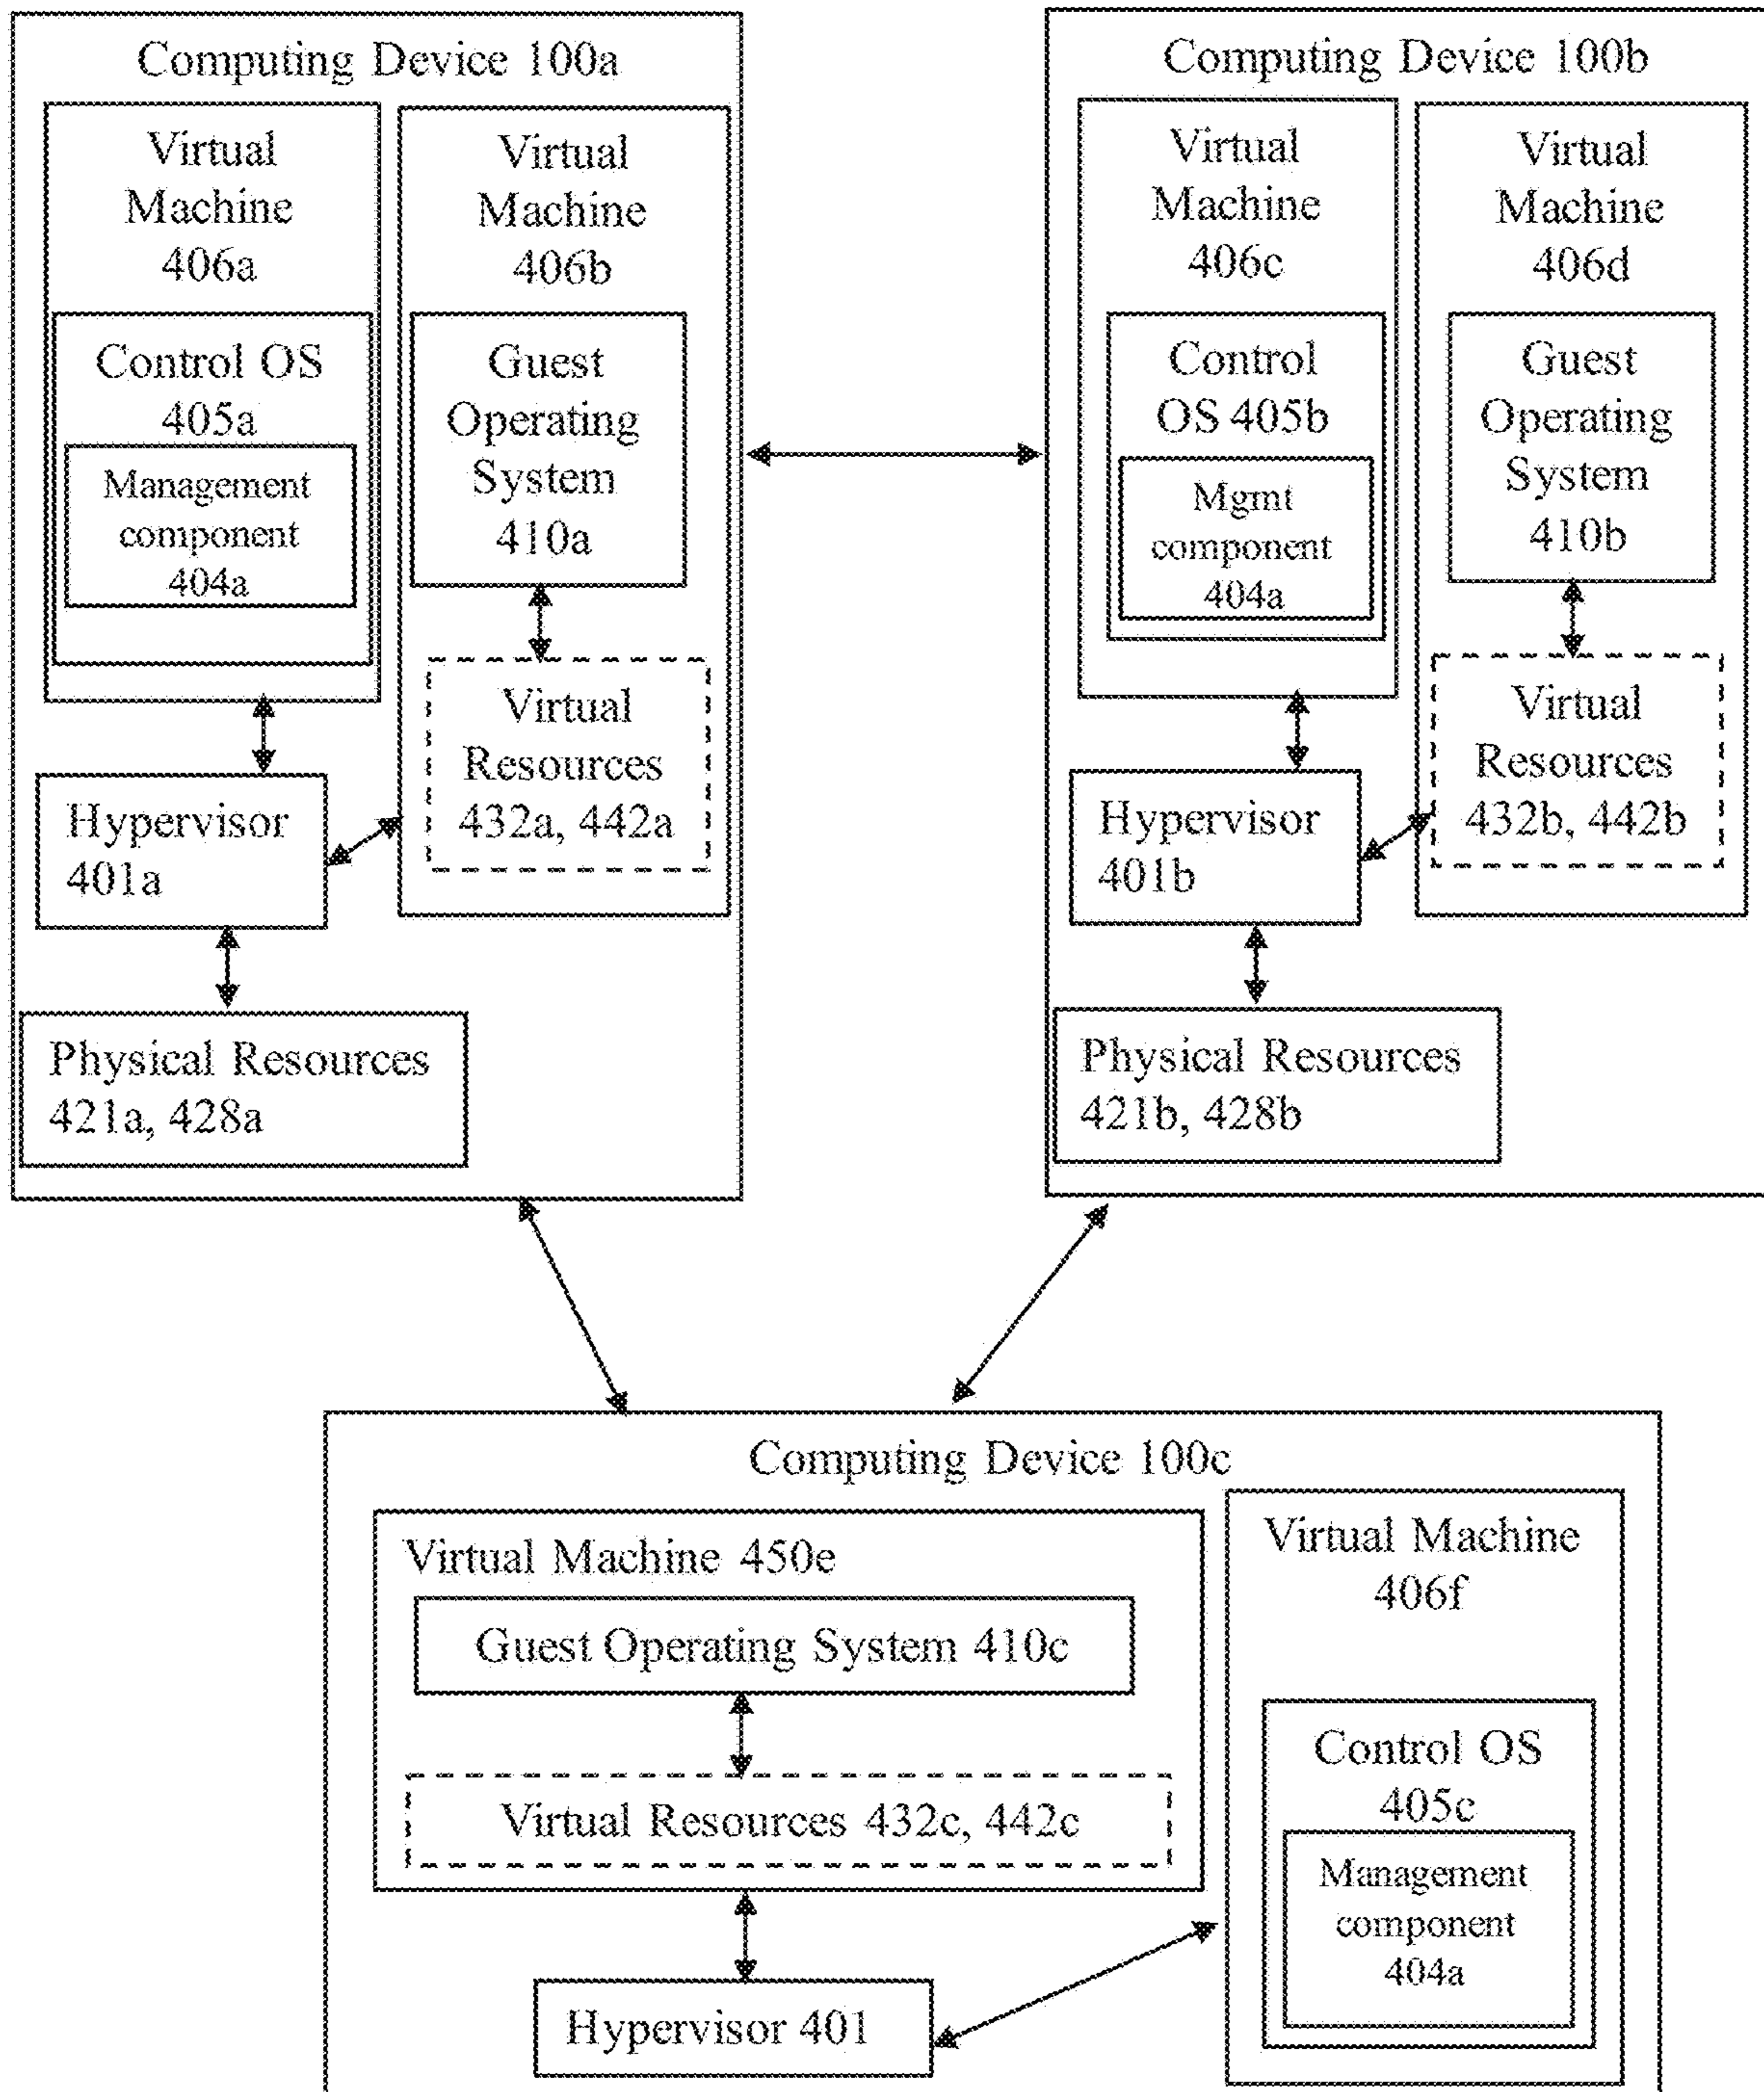 Computing Device 100a
Virtual
Machine
406a
Control OS
405a
Management
component
404a
Virtual
Machine
406b
Guest
Operating
System
410a
Virtual
Resources
432a, 442a
Hypervisor
401a
Physical Resources
421a, 428a
Computing Device 100b
Virtual
Machine
406c
Control
OS 405b
Mgmt
component
404a
Virtual
Machine
406d
Guest
Operating
System
410b
Virtual
Resources
432b, 442b
Hypervisor
401b
Physical Resources
421b, 428b
Computing Device 100c
Virtual Machine 450e
Guest Operating System 410c
Virtual Resources 432c, 442c
Hypervisor 401
Virtual Machine
406f
Control OS
405c
Management
component
404a